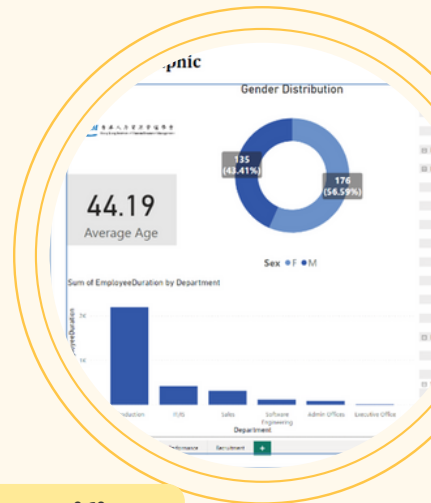 Gender Distribution
135
(43.41%)
176
(56.59%)
44.19
Average Age
Sex F M
Sum of EmployeeDuration by Department
Sales
Software
Engineering
Admin Offices
Executive Office
Department
Recruitment
+